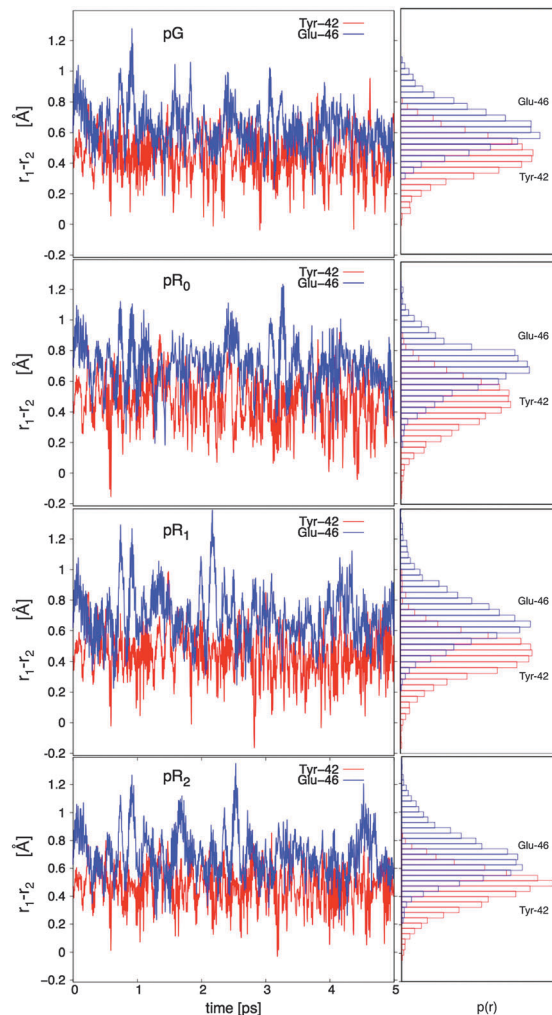 pG
Tyr-42
Glu-46
r1-r2 [Å]
1.2
1
0.8
0.6
0.4
0.2
0
-0.2
Glu-46
Tyr-42
pR0
Tyr-42
Glu-46
r1-r2 [Å]
1.2
1
0.8
0.6
0.4
0.2
0
-0.2
Glu-46
Tyr-42
pR1
Tyr-42
Glu-46
r1-r2 [Å]
1.2
1
0.8
0.6
0.4
0.2
0
-0.2
Glu-46
Tyr-42
pR2
Tyr-42
Glu-46
r1-r2 [Å]
1.2
1
0.8
0.6
0.4
0.2
0
-0.2
Glu-46
Tyr-42
0 1 2 3 4 5
time [ps]
p(r)